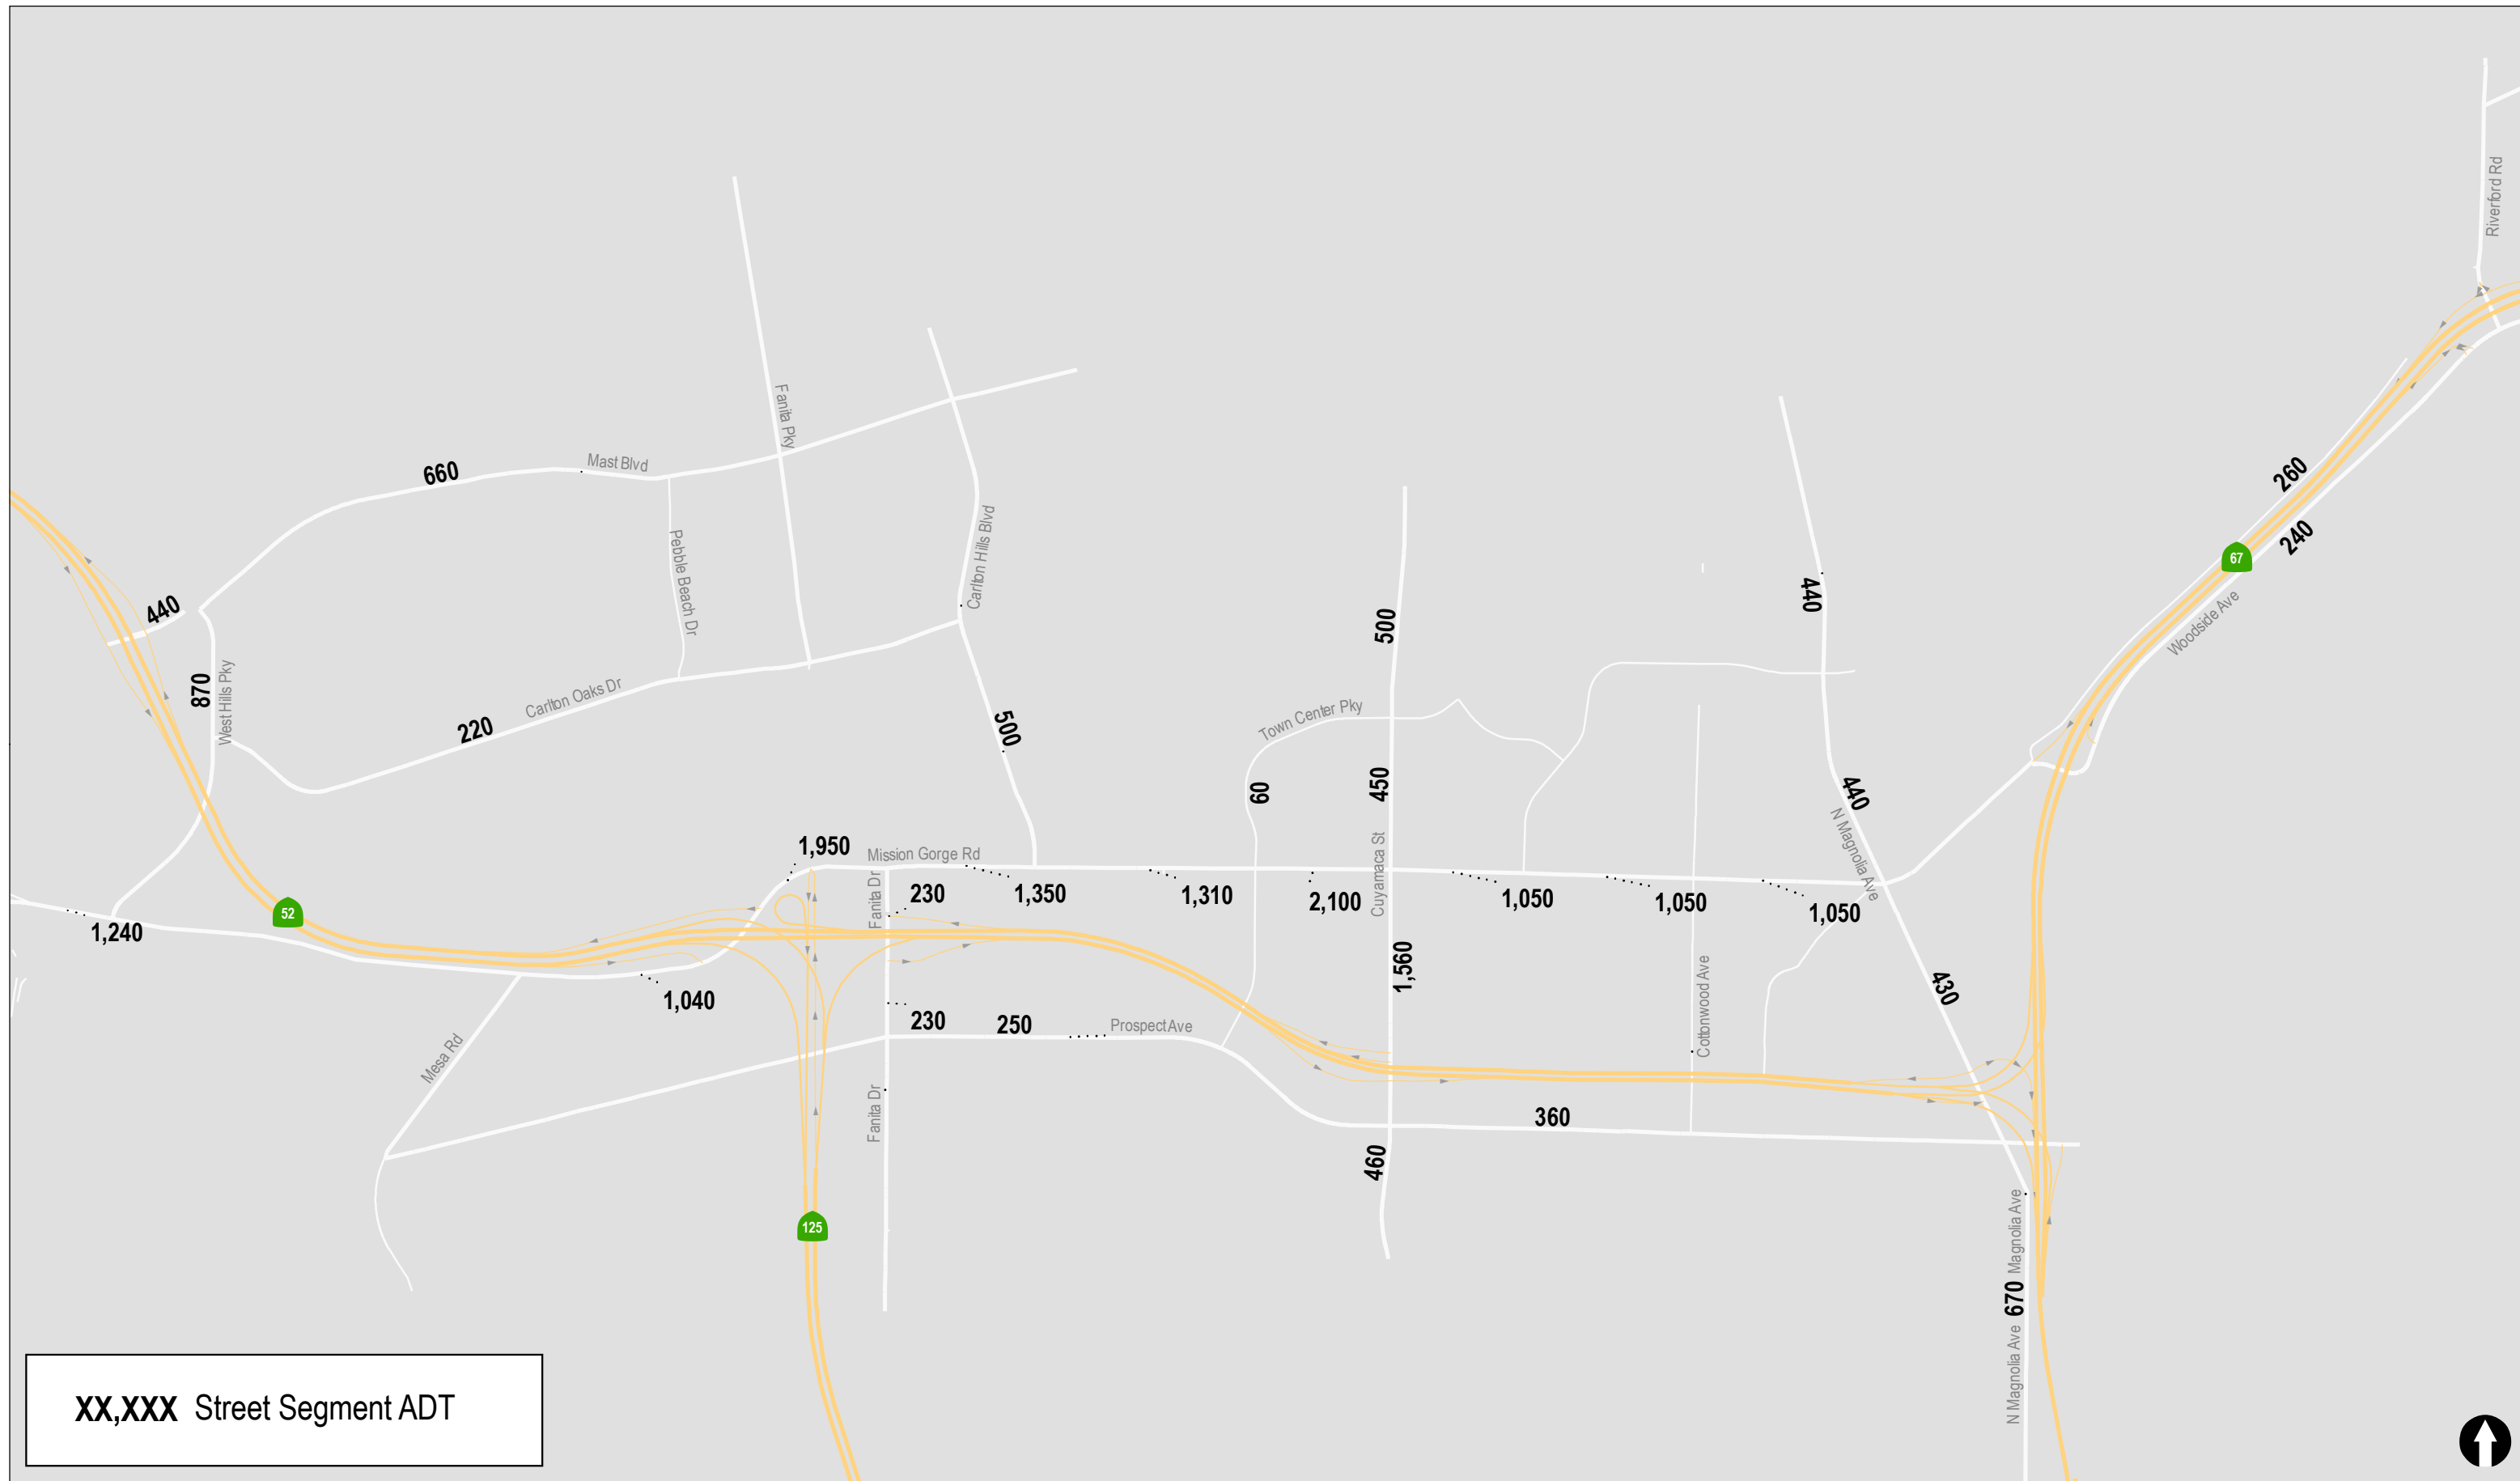 Riverford Rd
Fanita Pky
660
Mast Blvd
260
240
67
Pebble Beach Dr
Carlton Hills Blvd
440
440
500
Woodside Ave
870
West Hills Pky
Carlton Oaks Dr
220
500
Town Center Pky
60
450
440
N Magnolia Ave
1,950
Mission Gorge Rd
Fanita Dr
230
1,350
1,310
2,100
Cuyamaca St
1,050
1,050
1,050
52
1,240
1,040
1,560
Cottonwood Ave
430
230
250
Prospect Ave
Mesa Rd
Fanita Dr
360
460
125
Magnolia Ave
670
N Magnolia Ave
XX,XXX Street Segment ADT